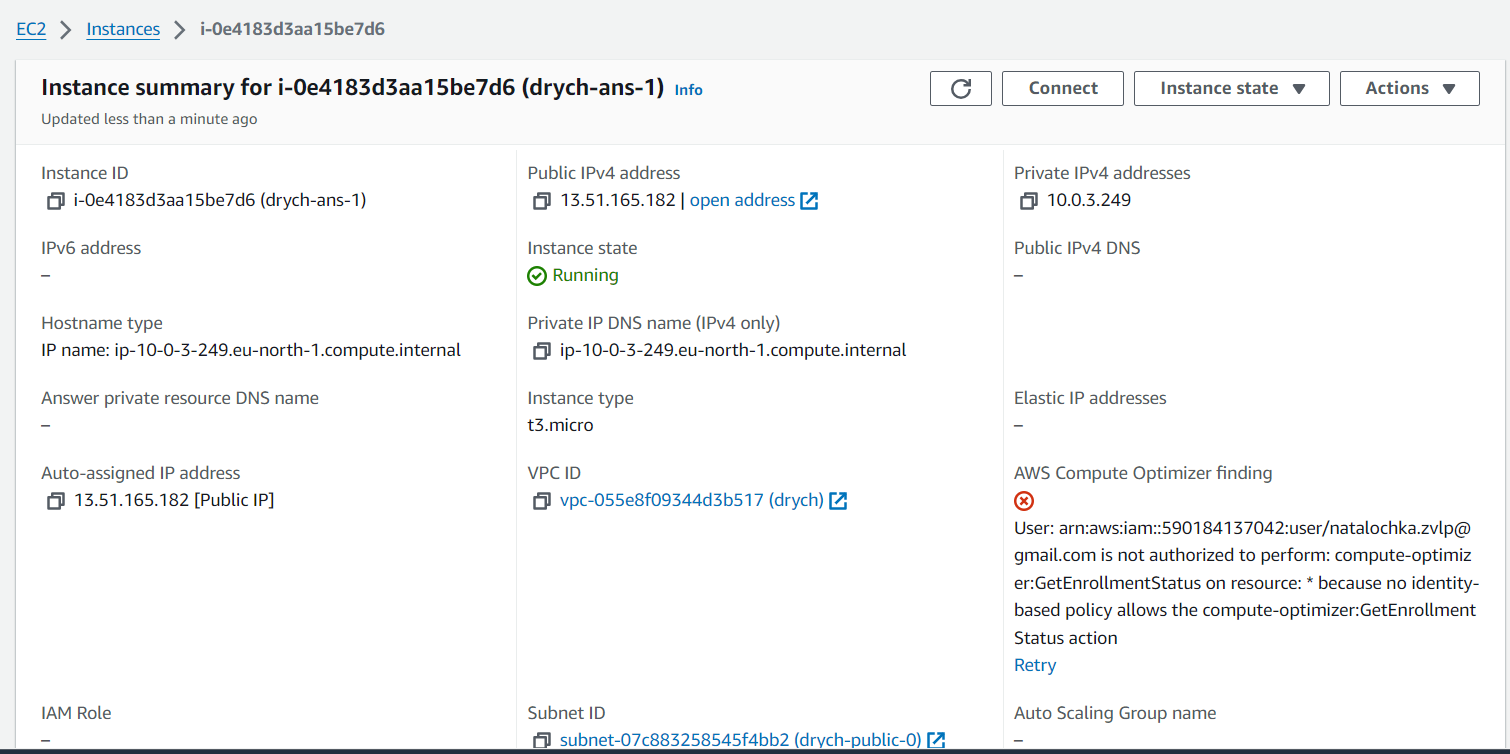 EC2 > Instances > i-0e4183d3aa15be7d6
Instance summary for i-0e4183d3aa15be7d6 (drych-ans-1) Info
Updated less than a minute ago
Connect
Instance state
Actions
Instance ID
i-0e4183d3aa15be7d6 (drych-ans-1)
Public IPv4 address
13.51.165.182 | open address
Private IPv4 addresses
10.0.3.249
IPv6 address
–
Instance state
Running
Public IPv4 DNS
–
Hostname type
IP name: ip-10-0-3-249.eu-north-1.compute.internal
Private IP DNS name (IPv4 only)
ip-10-0-3-249.eu-north-1.compute.internal
Answer private resource DNS name
–
Instance type
t3.micro
Elastic IP addresses
–
Auto-assigned IP address
13.51.165.182 [Public IP]
VPC ID
vpc-055e8f09344d3b517 (drych)
AWS Compute Optimizer finding
User: arn:aws:iam::590184137042:user/natalochka.zvlp@
gmail.com is not authorized to perform: compute-optimiz
er:GetEnrollmentStatus on resource: * because no identity-
based policy allows the compute-optimizer:GetEnrollment
Status action
Retry
IAM Role
–
Subnet ID
subnet-07c883258545f4bb2 (drych-public-0)
Auto Scaling Group name
–